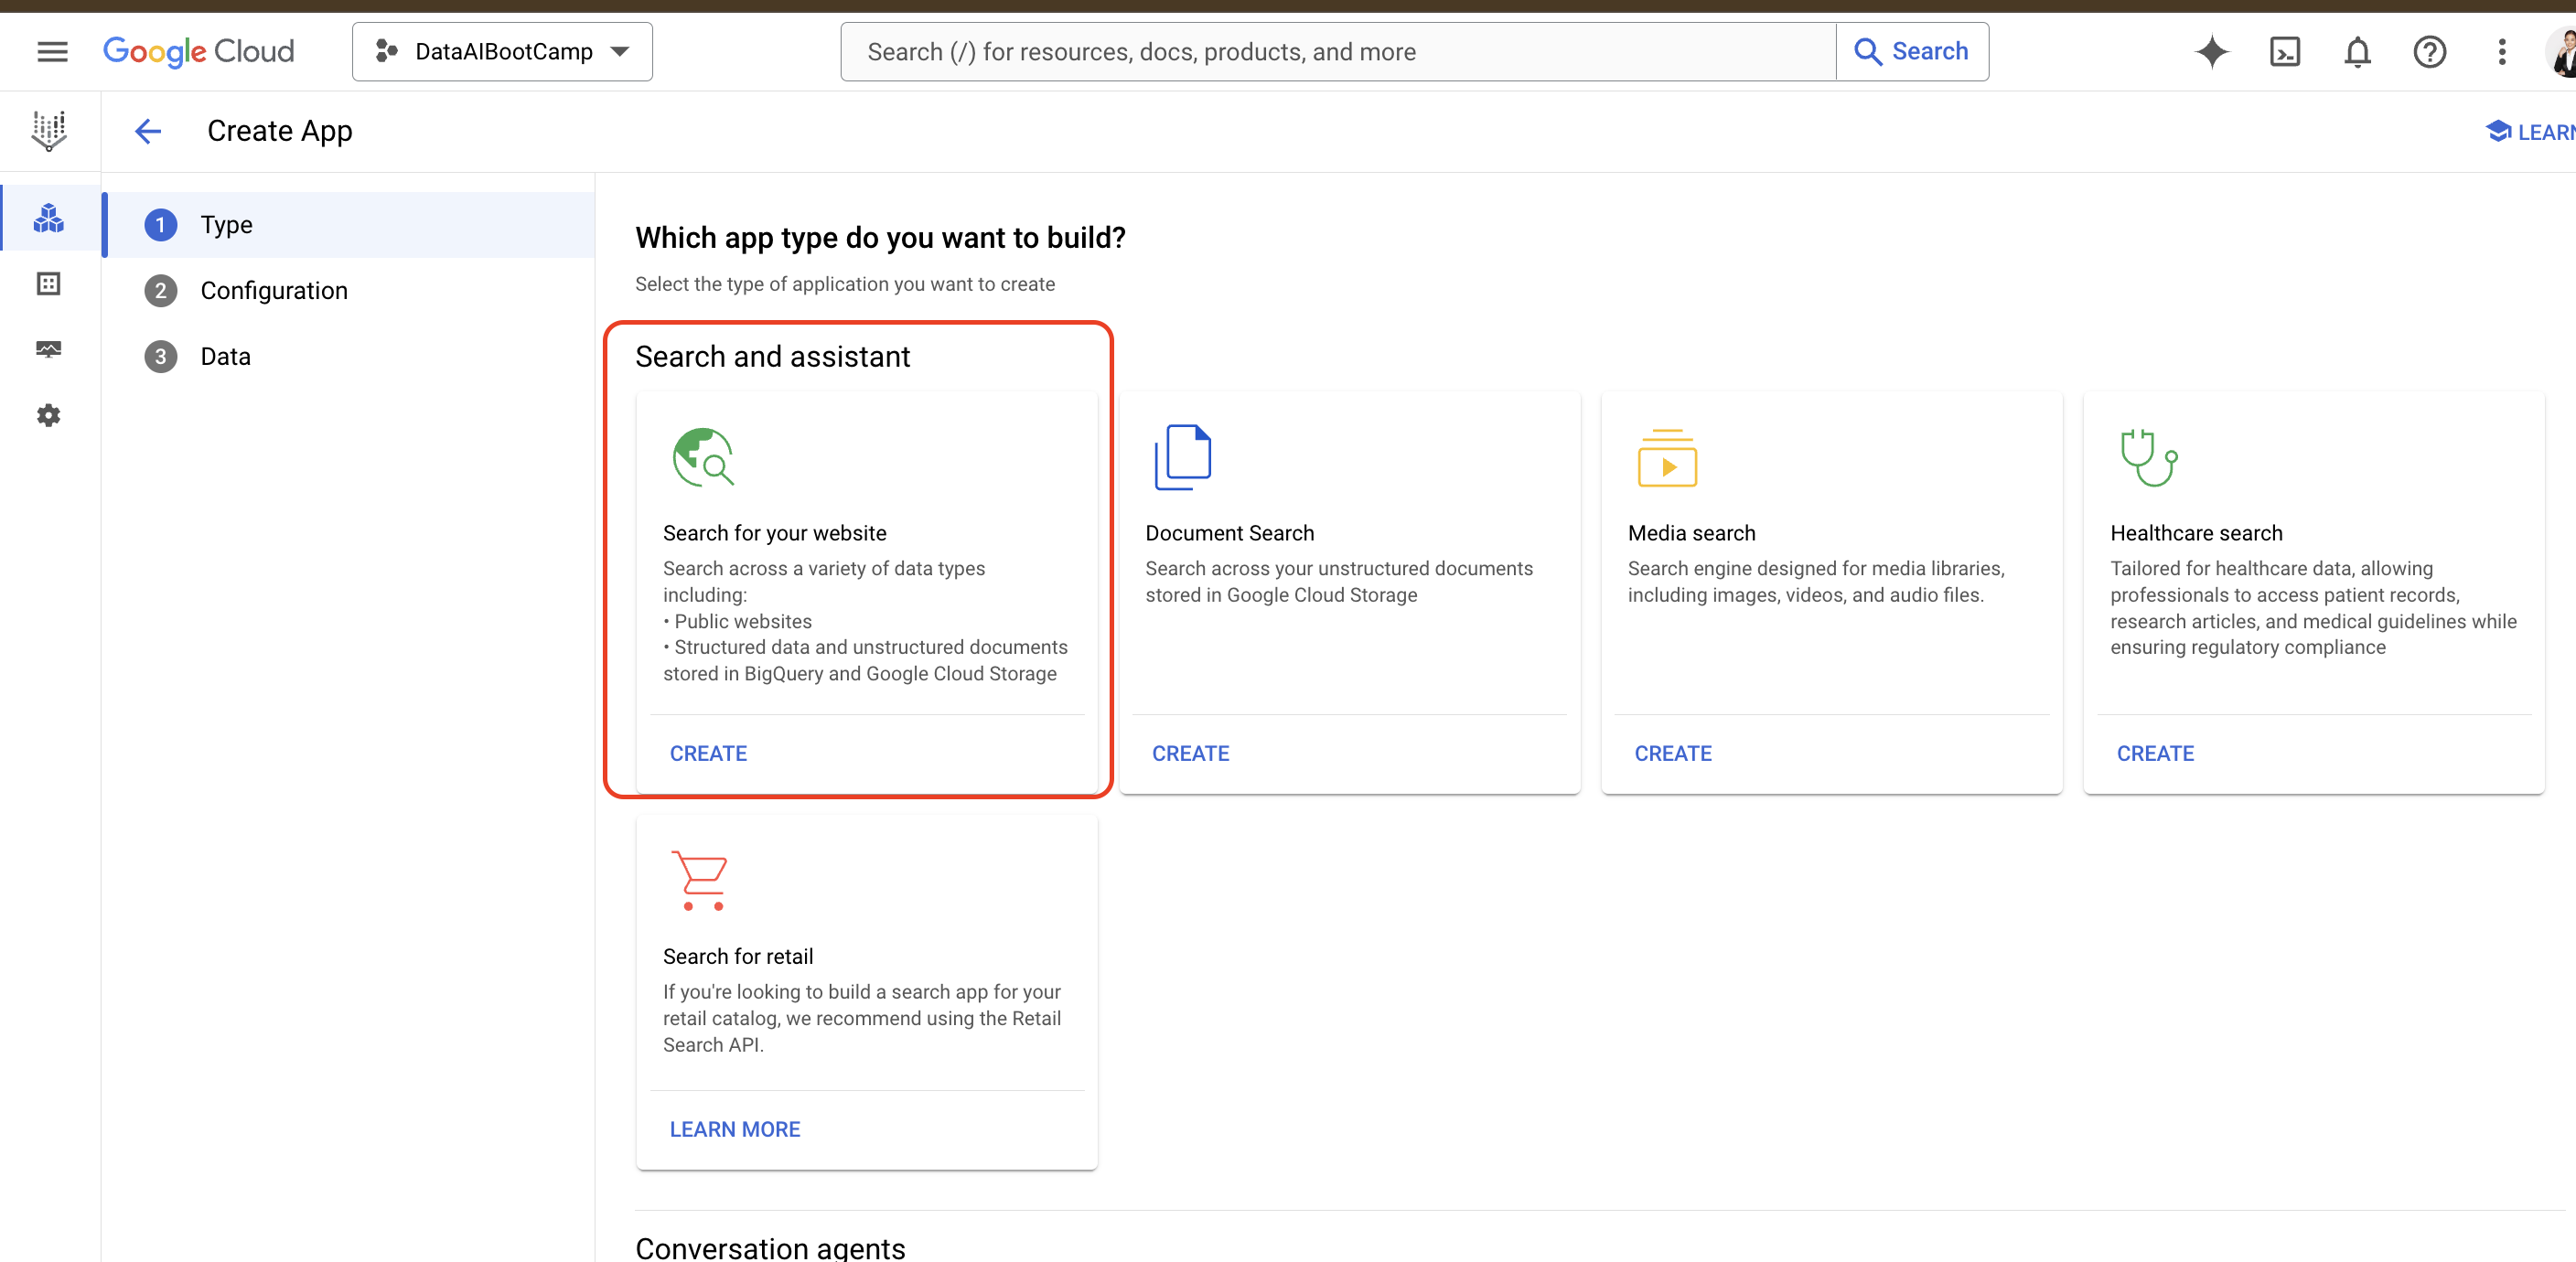 Google Cloud
DataAIBootCamp
Search (/) for resources, docs, products, and more
Search
Create App
LEARN
1 Type
2 Configuration
3 Data
Which app type do you want to build?
Select the type of application you want to create
Search and assistant
Search for your website
Search across a variety of data types
including:
• Public websites
• Structured data and unstructured documents
stored in BigQuery and Google Cloud Storage
CREATE
Document Search
Search across your unstructured documents
stored in Google Cloud Storage
CREATE
Media search
Search engine designed for media libraries,
including images, videos, and audio files.
CREATE
Healthcare search
Tailored for healthcare data, allowing
professionals to access patient records,
research articles, and medical guidelines while
ensuring regulatory compliance
CREATE
Search for retail
If you're looking to build a search app for your
retail catalog, we recommend using the Retail
Search API.
LEARN MORE
Conversation agents